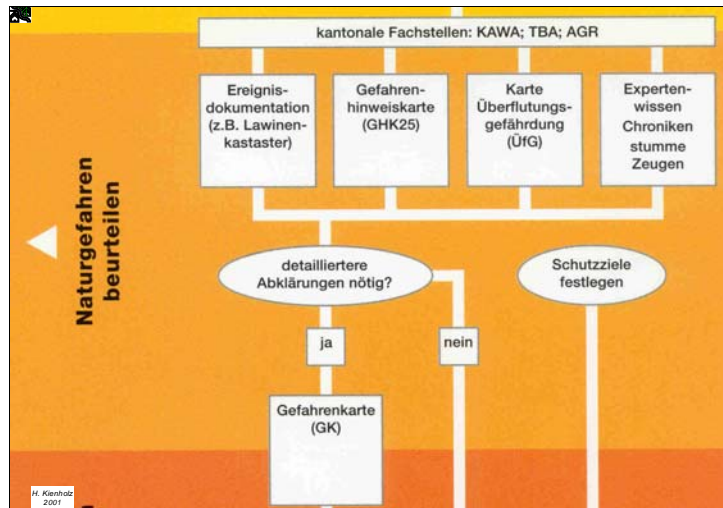 kantonale Fachstellen: KAWA; TBA; AGR
Ereignis-
dokumentation
(z.B. Lawinen-
kastaster)
Gefahren-
hinweiskarte
(GHK25)
Karte
Überflutungs-
gefährdung
(ÜfG)
Experten-
wissen
Chroniken
stumme
Zeugen
Naturgefahren
beurteilen
detailliertere
Abklärungen nötig?
Schutzziele
festlegen
ja
nein
Gefahrenkarte
(GK)
H. Kienholz
2001